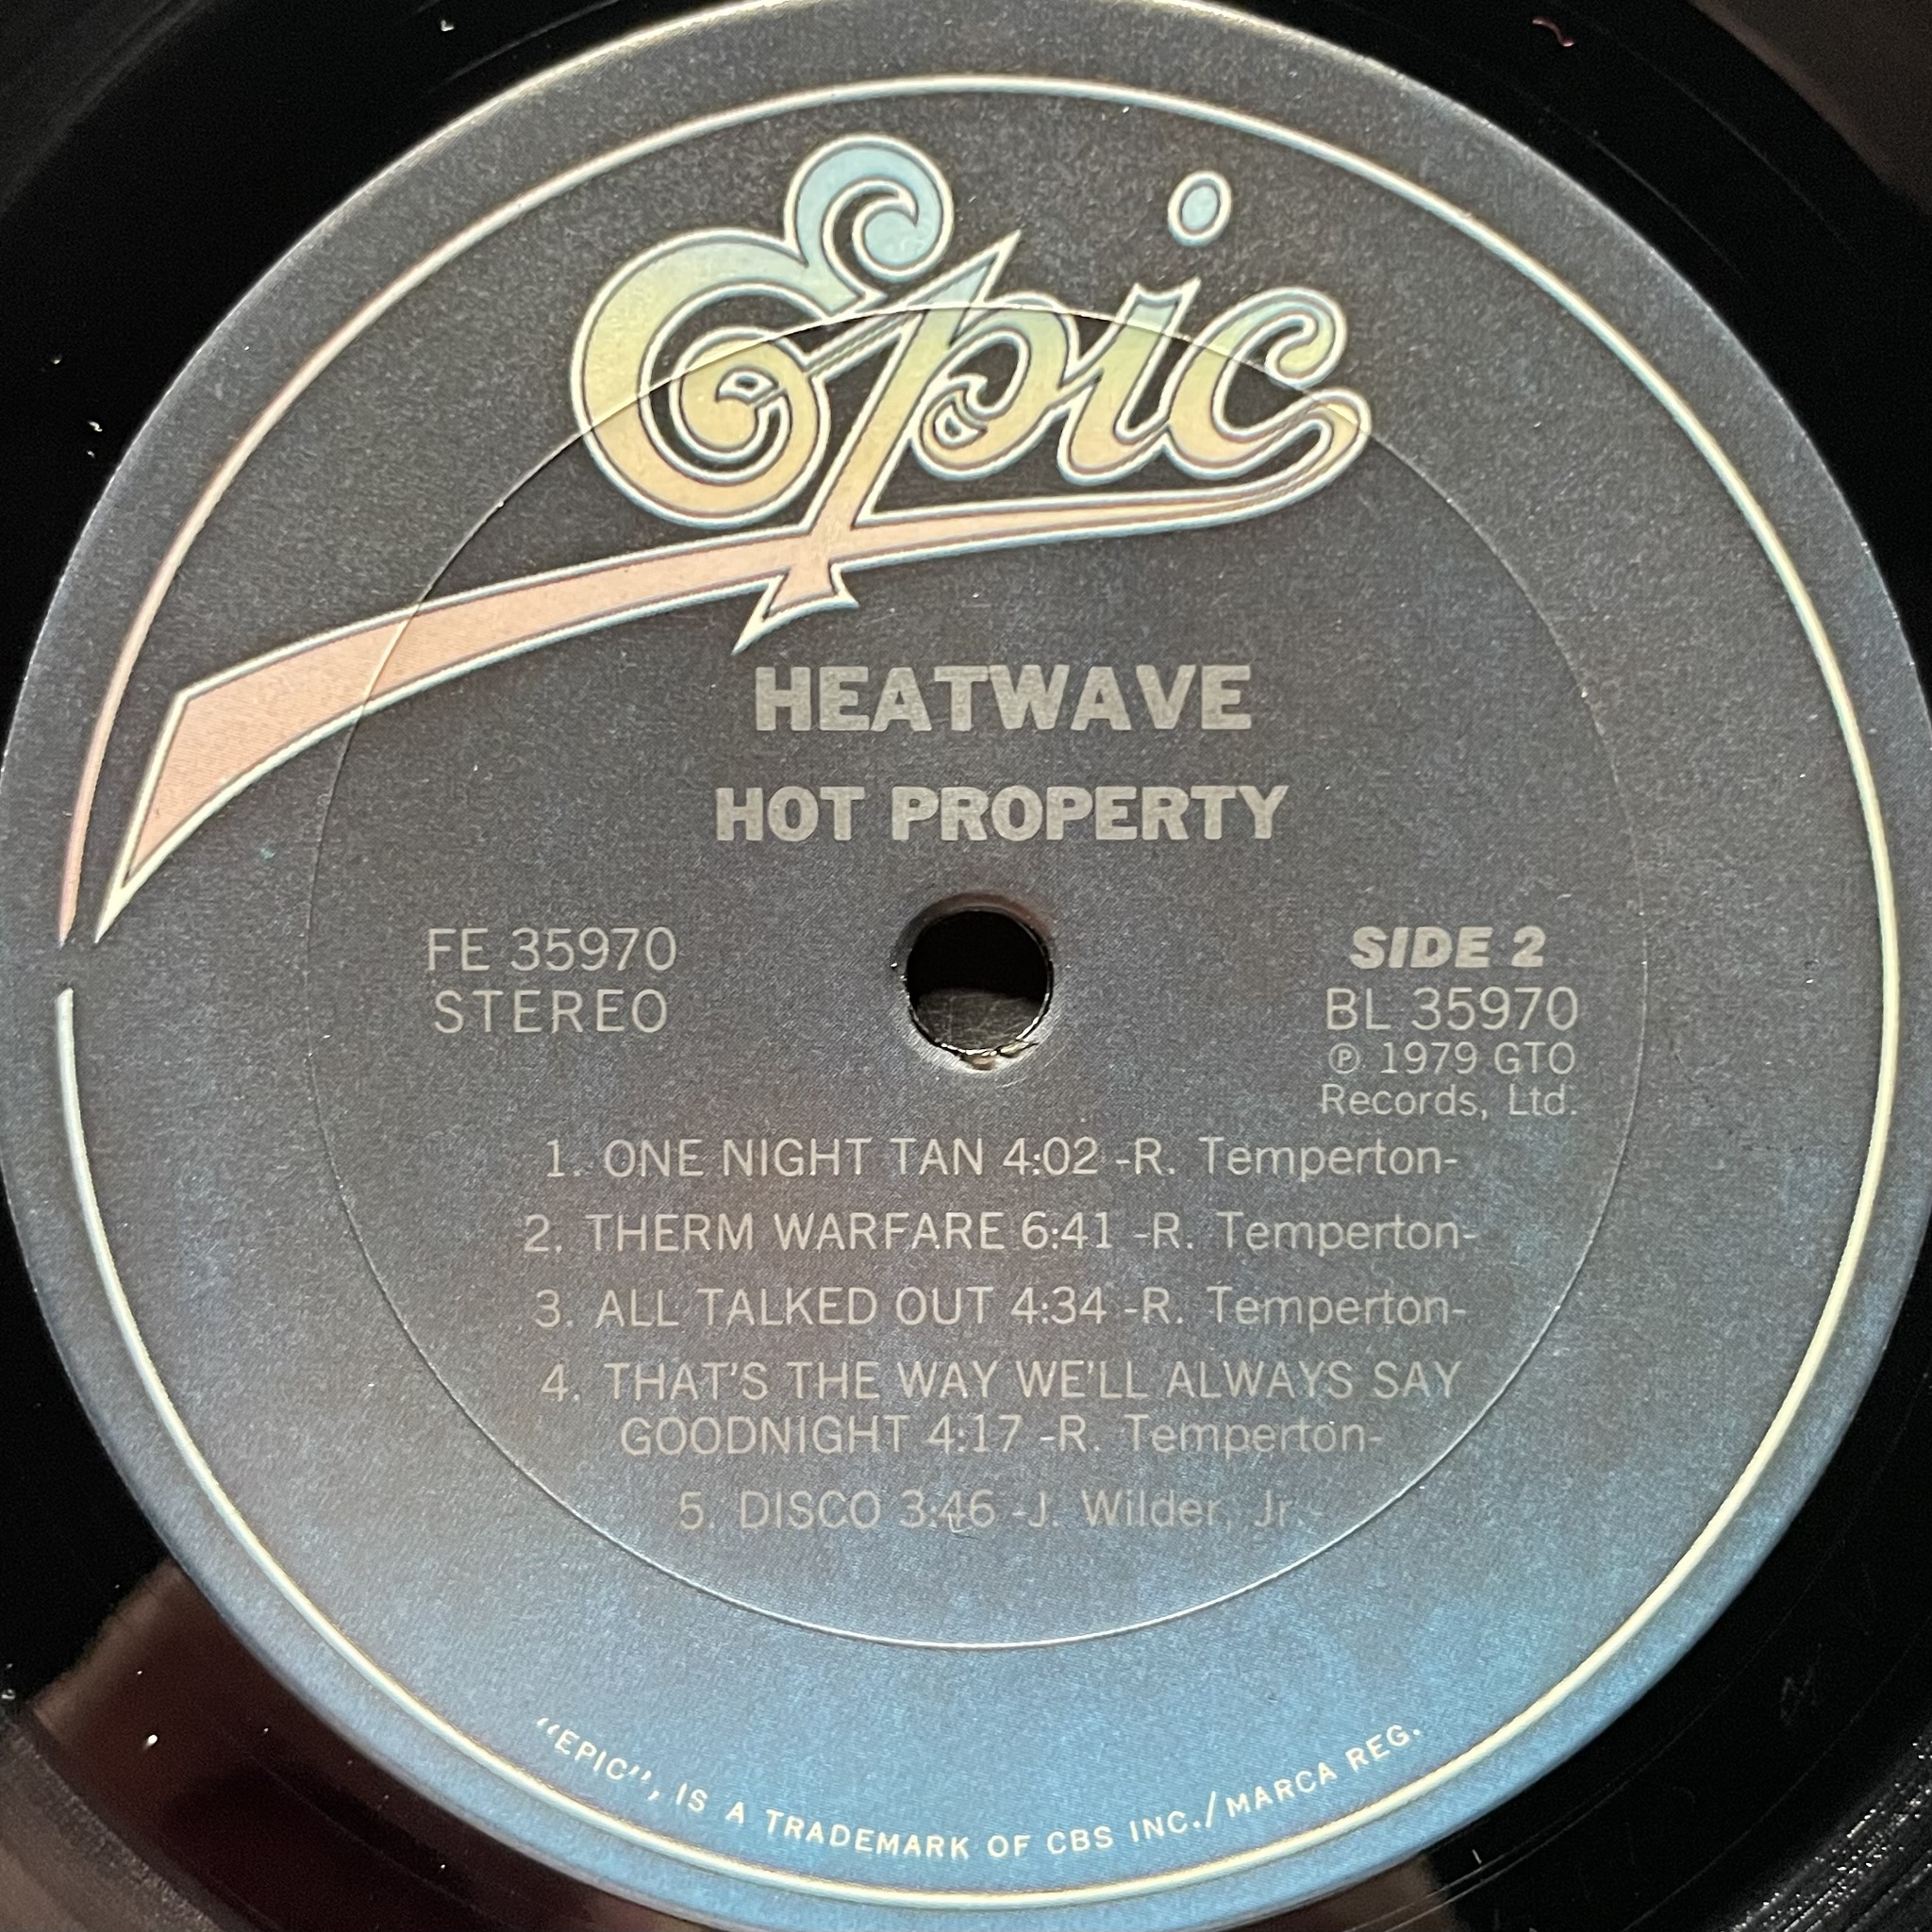 Epic
HEATWAVE
HOT PROPERTY
FE 35970
STEREO
SIDE 2
BL 35970
℗ 1979 GTO
Records, Ltd.
1. ONE NIGHT TAN 4:02 -R. Temperton-
2. THERM WARFARE 6:41 -R. Temperton-
3. ALL TALKED OUT 4:34 -R. Temperton-
4. THAT'S THE WAY WE'LL ALWAYS SAY
GOODNIGHT 4:17 -R. Temperton-
5. DISCO 3:46 -J. Wilder, Jr.-
"EPIC", IS A TRADEMARK OF CBS INC./MARCA REG.